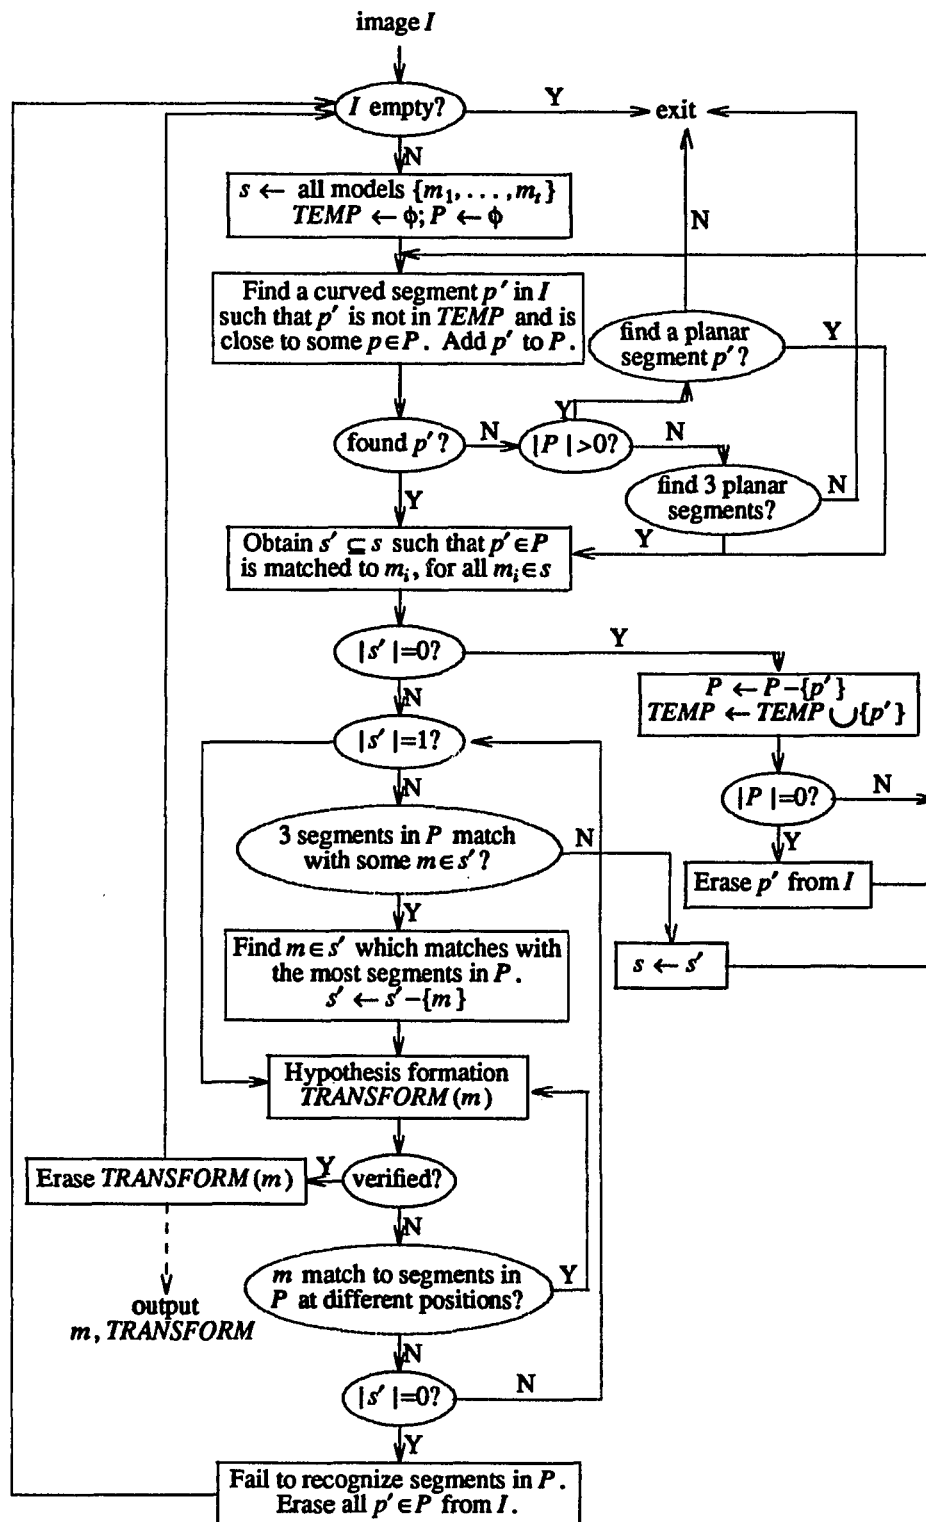 image I
I empty?
Y
exit
N
s ← all models {m₁, . . . , mₜ}
TEMP ← ϕ; P ← ϕ
N
Find a curved segment p′ in I
such that p′ is not in TEMP and is
close to some p∈P. Add p′ to P.
find a planar
segment p′?
Y
Y
found p′?
N
|P|>0?
N
find 3 planar
segments?
N
Y
Y
Obtain s′ ⊆ s such that p′∈P
is matched to mᵢ, for all mᵢ∈s
|s′|=0?
Y
N
P ← P−{p′}
TEMP ← TEMP ∪{p′}
|s′|=1?
N
|P|=0?
N
Y
3 segments in P match
with some m∈s′?
N
Y
Erase p′ from I
Find m∈s′ which matches with
the most segments in P.
s′ ← s′−{m}
s ← s′
Hypothesis formation
TRANSFORM(m)
Erase TRANSFORM(m)
Y
verified?
N
m match to segments in
P at different positions?
Y
output
m, TRANSFORM
N
|s′|=0?
N
Y
Fail to recognize segments in P.
Erase all p′∈P from I.